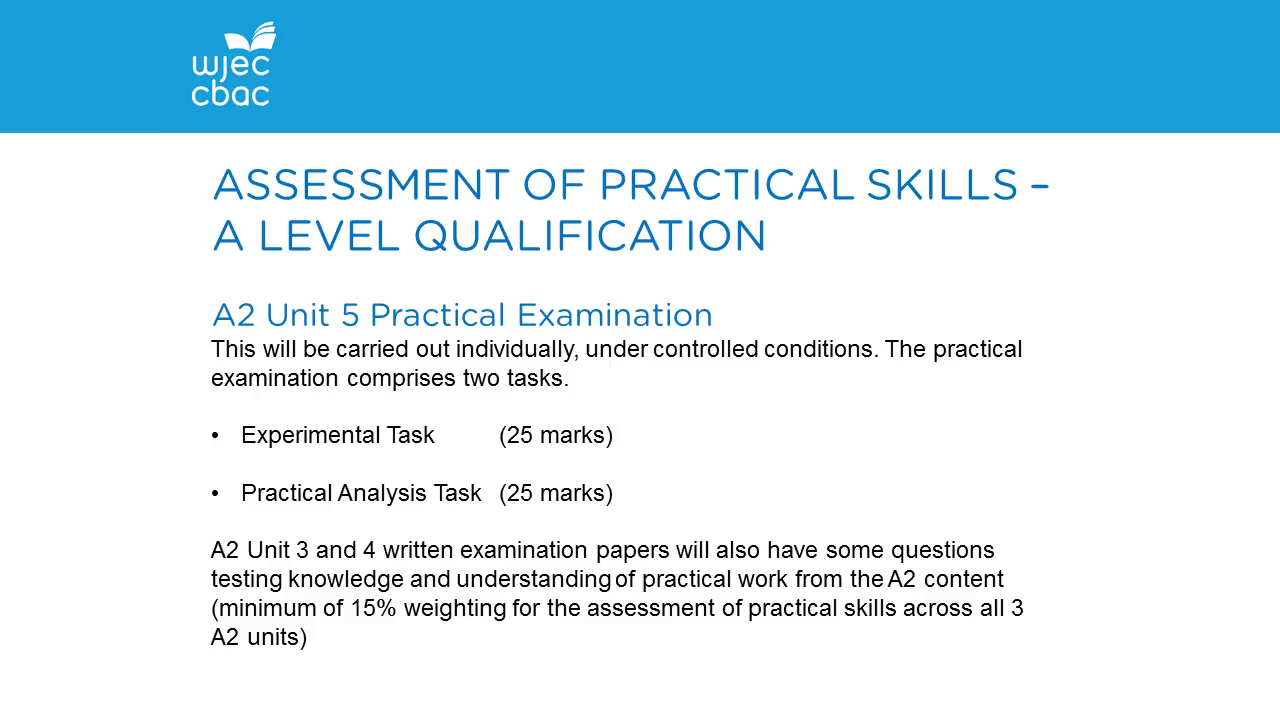 wjec
cbac
ASSESSMENT OF PRACTICAL SKILLS –
A LEVEL QUALIFICATION
A2 Unit 5 Practical Examination
This will be carried out individually, under controlled conditions. The practical
examination comprises two tasks.
• Experimental Task (25 marks)
• Practical Analysis Task (25 marks)
A2 Unit 3 and 4 written examination papers will also have some questions
testing knowledge and understanding of practical work from the A2 content
(minimum of 15% weighting for the assessment of practical skills across all 3
A2 units)